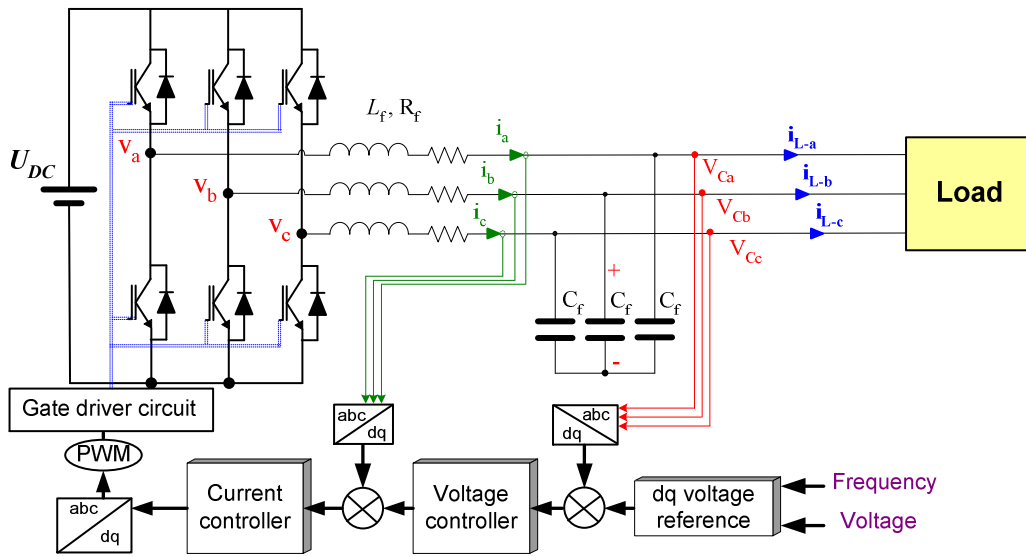 L_f, R_f
i_a
i_L-a
v_a
V_Ca
U_DC
i_b
i_L-b
v_b
V_Cb
Load
i_c
i_L-c
v_c
V_Cc
+
C_f
C_f
C_f
-
Gate driver circuit
abc
dq
abc
dq
PWM
Current
controller
Voltage
controller
dq voltage
reference
Frequency
Voltage
abc
dq